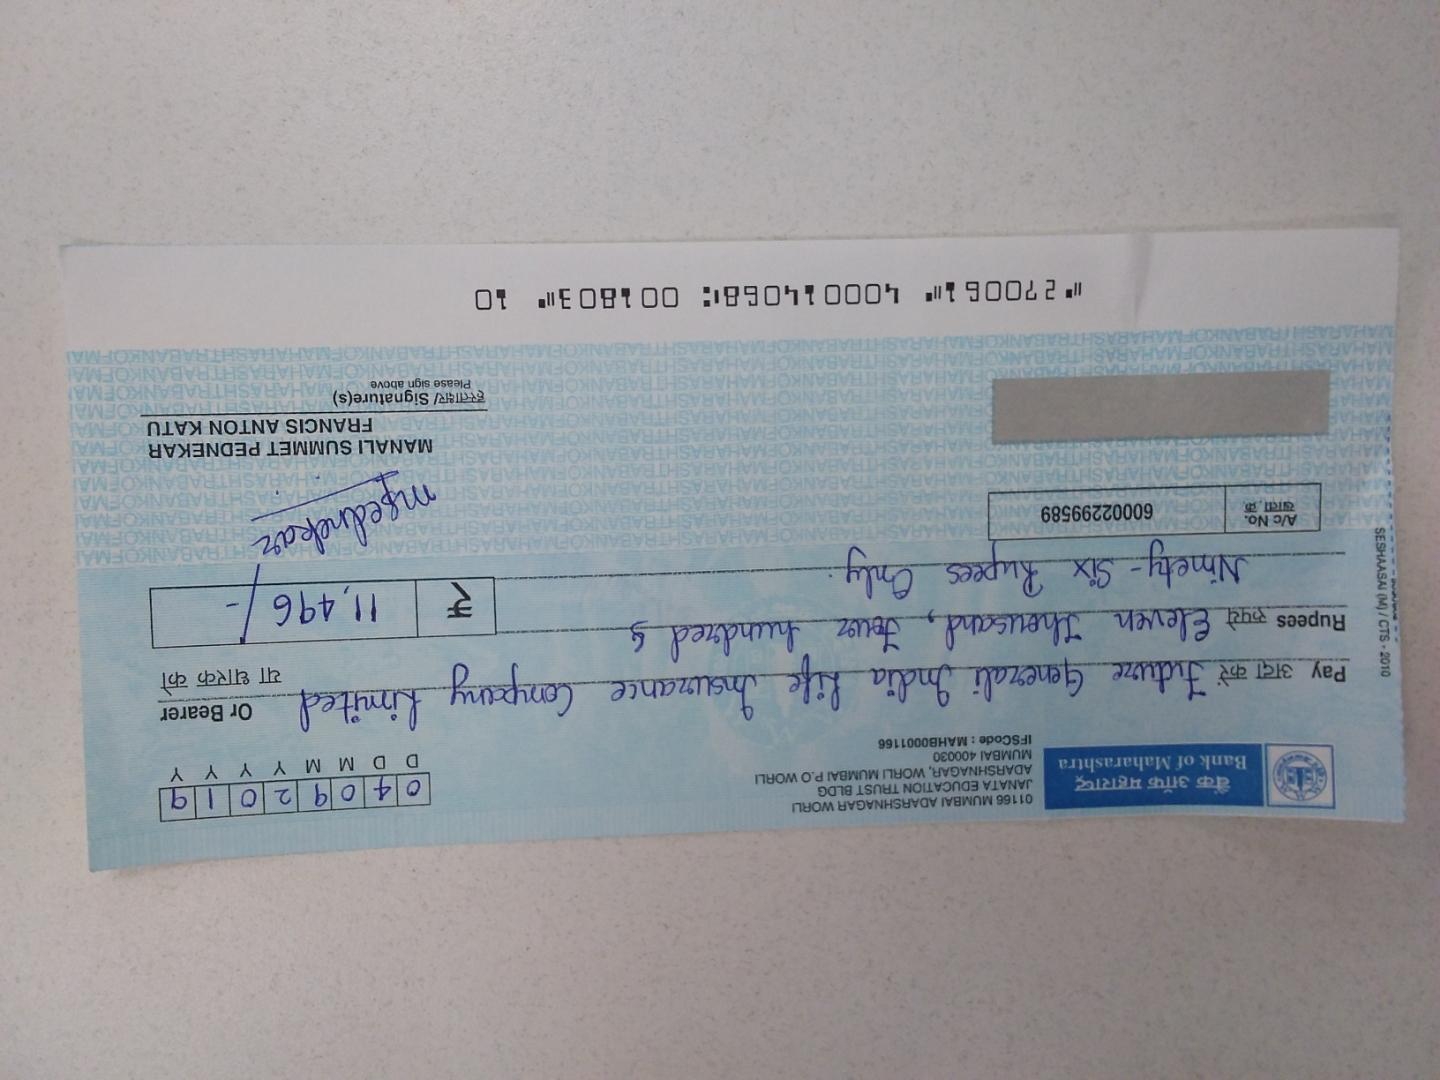 बैंक ऑफ महाराष्ट्र
Bank of Maharashtra
01166 MUMBAI ADARSHNAGAR WORLI
JANATA EDUCATION TRUST BLDG
ADARSHNAGAR, WORLI MUMBAI P.O WORLI
MUMBAI 400030
IFSCode : MAHB0001166
0 4 0 9 2 0 1 9
D D M M Y Y Y Y
Pay अदा करें Future Generali India Life Insurance Company Limited Or Bearer
या धारक को
Rupees रुपये Eleven Thousand, Four hundred &
Ninety-Six Rupees Only.
₹ 11,496/-
A/c No.
खाता.क्र
60002299589
Mpednekar
MANALI SUMMET PEDNEKAR
FRANCIS ANTON KATU
हस्ताक्षर/ Signature(s)
Please sign above
SESHAASAI (M) / CTS - 2010
⑈270061⑈ 400014068⑆ 001803⑈ 10